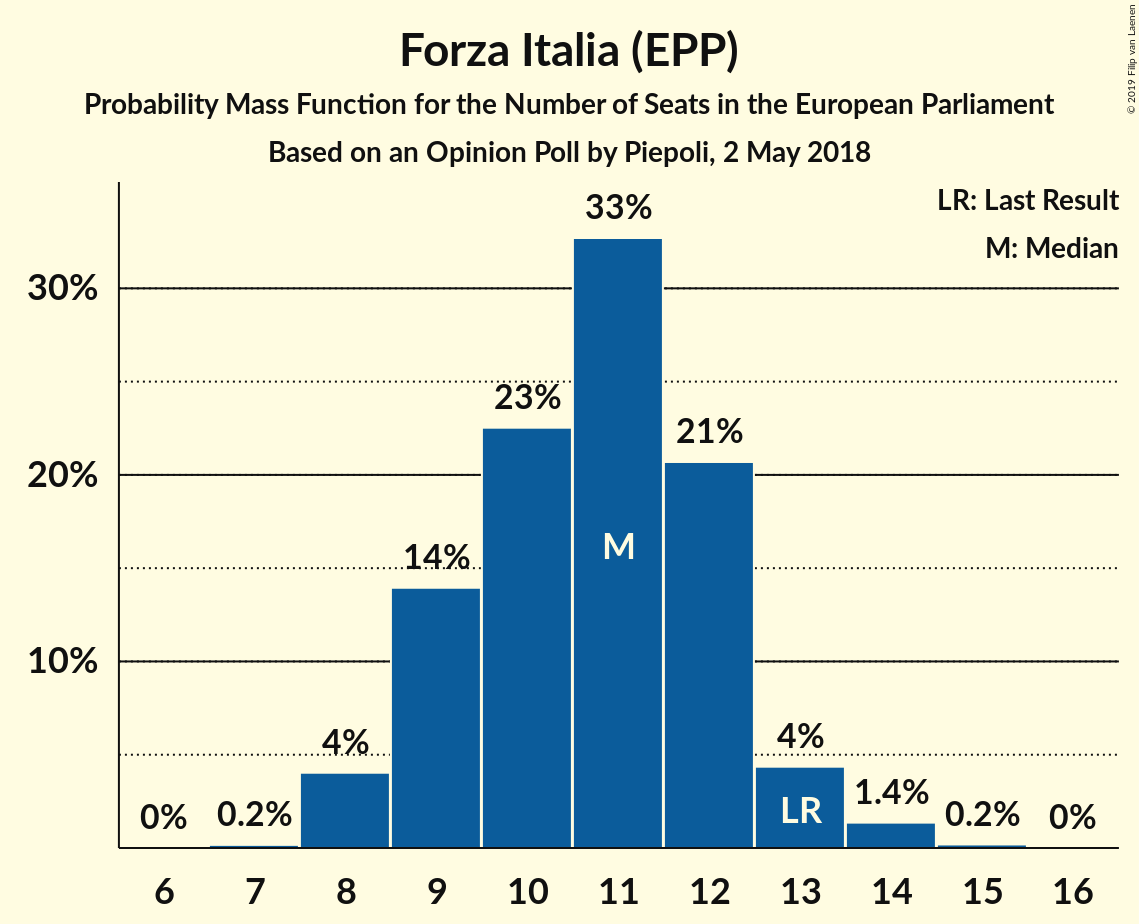 Forza Italia (EPP)
Probability Mass Function for the Number of Seats in the European Parliament
Based on an Opinion Poll by Piepoli, 2 May 2018
© 2019 Filip van Laenen
LR: Last Result
M: Median
33%
30%
23%
21%
20%
M
14%
10%
4%
4%
LR
0%
0.2%
1.4%
0.2%
0%
6 7 8 9 10 11 12 13 14 15 16